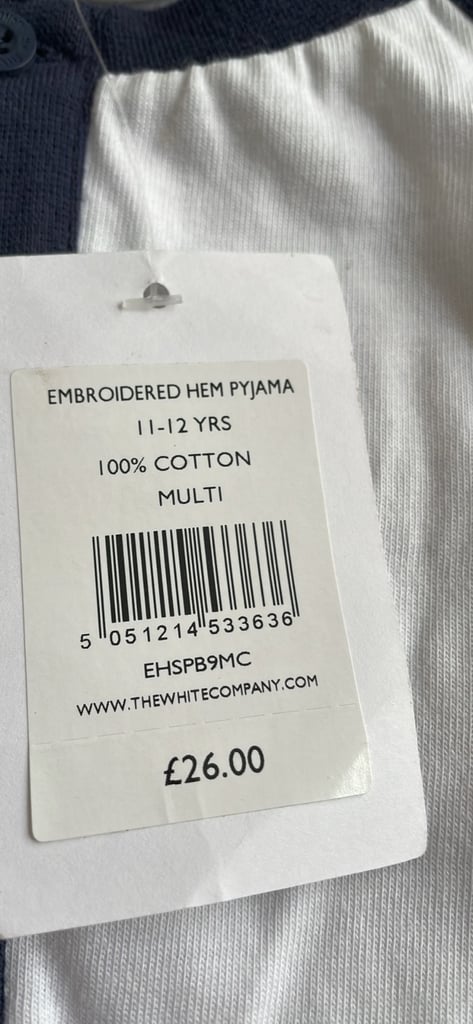 EMBROIDERED HEM PYJAMA
11-12 YRS
100% COTTON
MULTI
5 051214 533636
EHSPB9MC
WWW.THEWHITECOMPANY.COM
£26.00